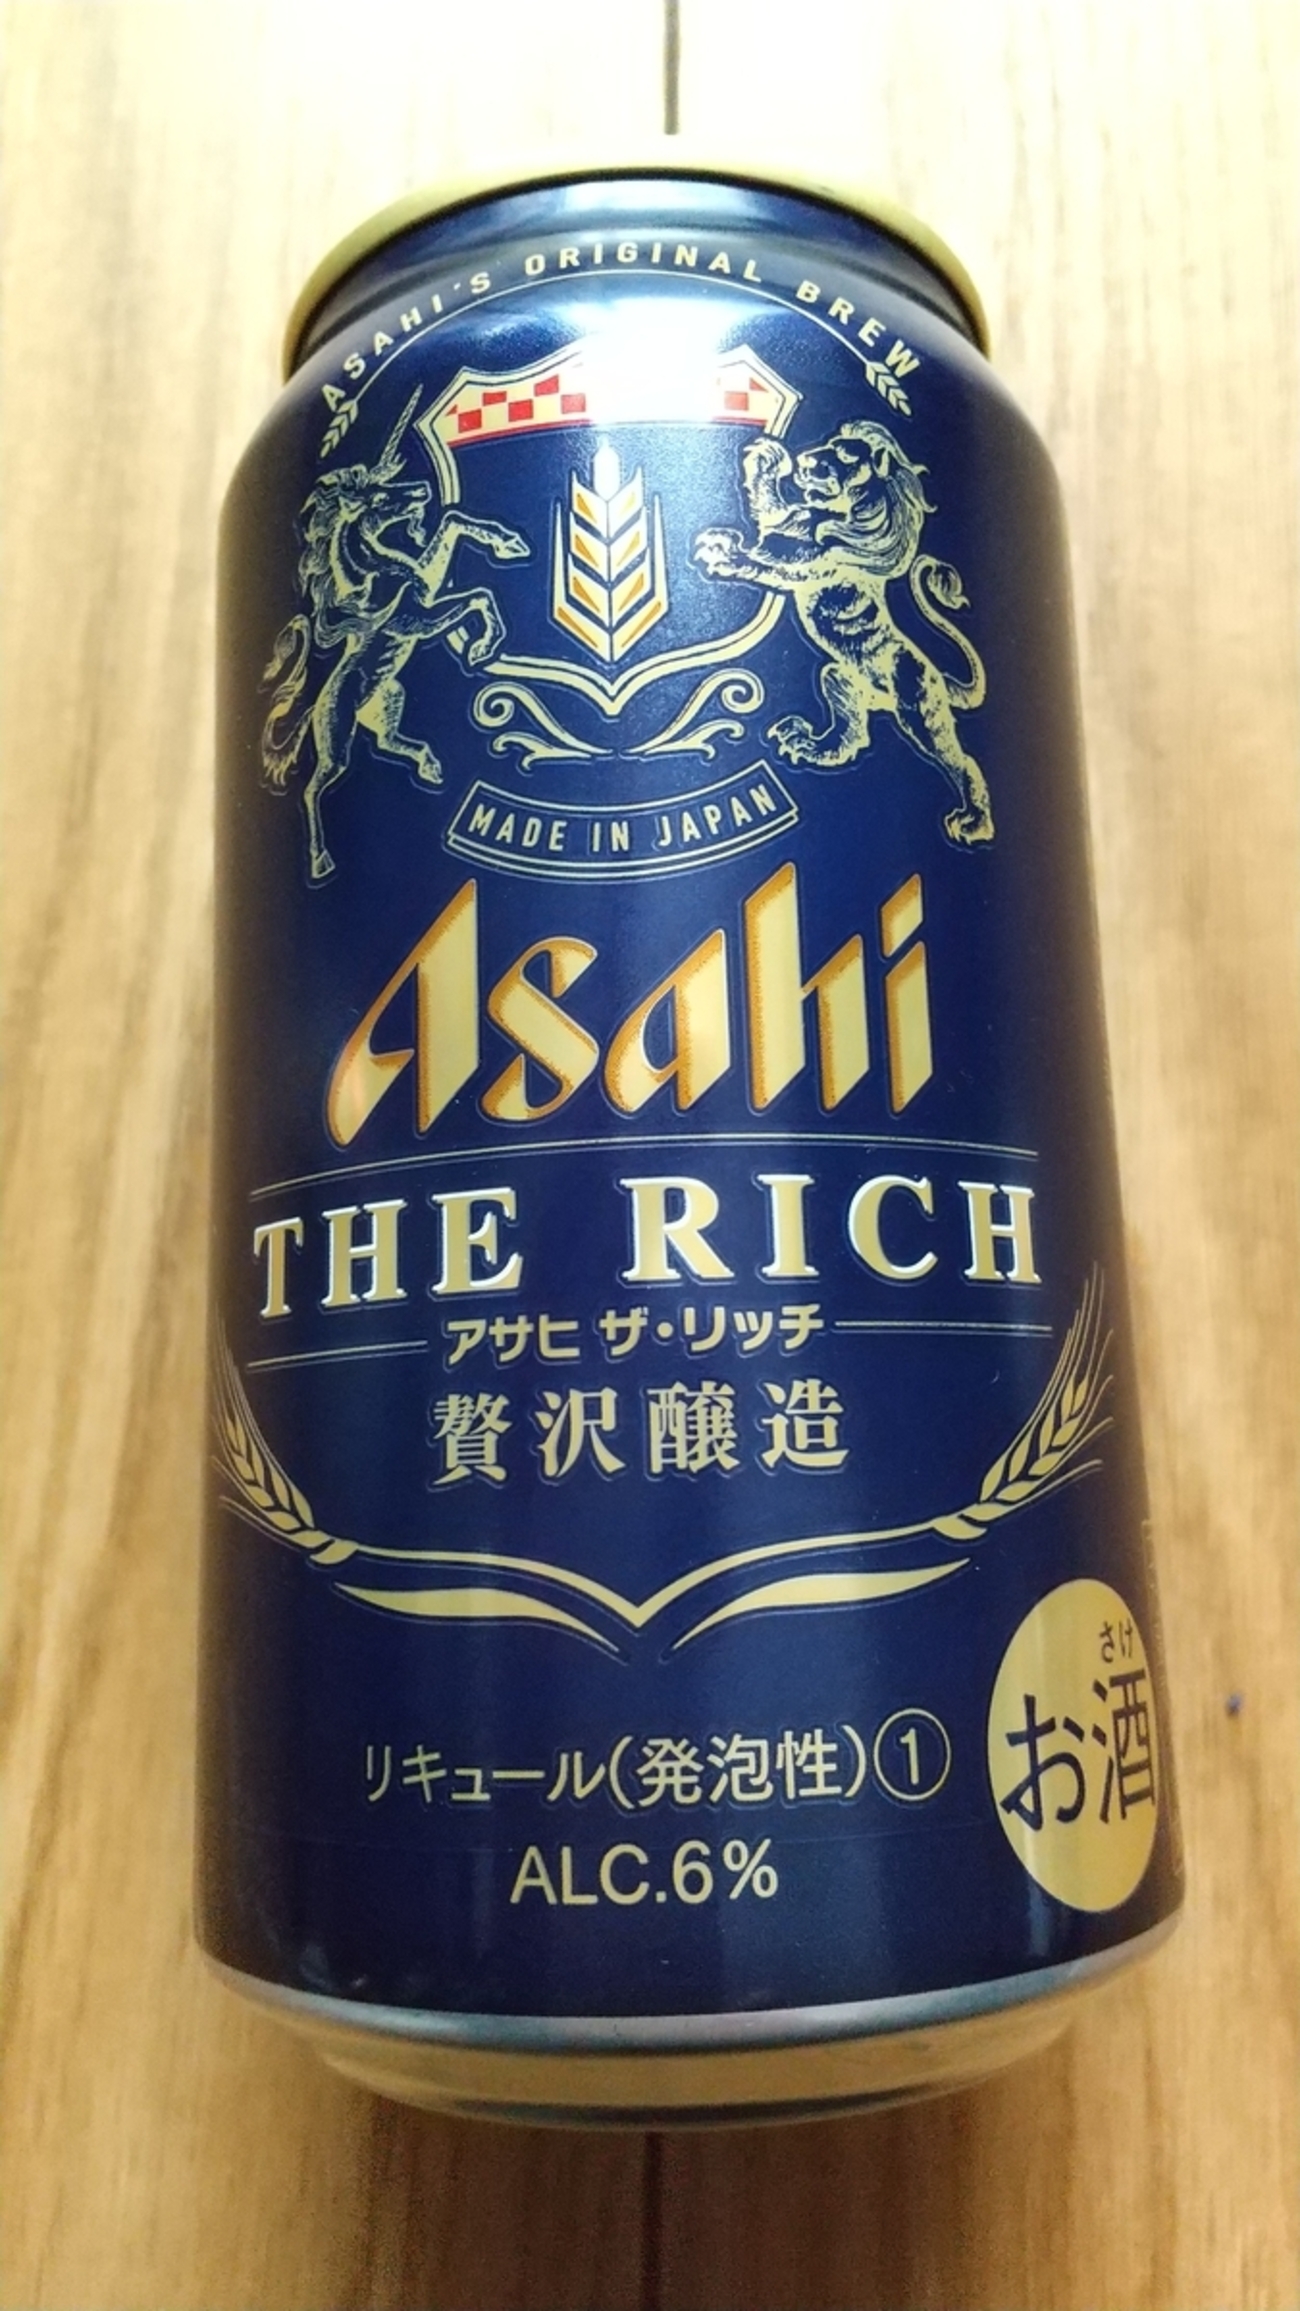 ASAHI'S ORIGINAL BREW
MADE IN JAPAN
Asahi
THE RICH
アサヒ ザ・リッチ
贅沢醸造
リキュール(発泡性)①
ALC.6%
さけ
お酒